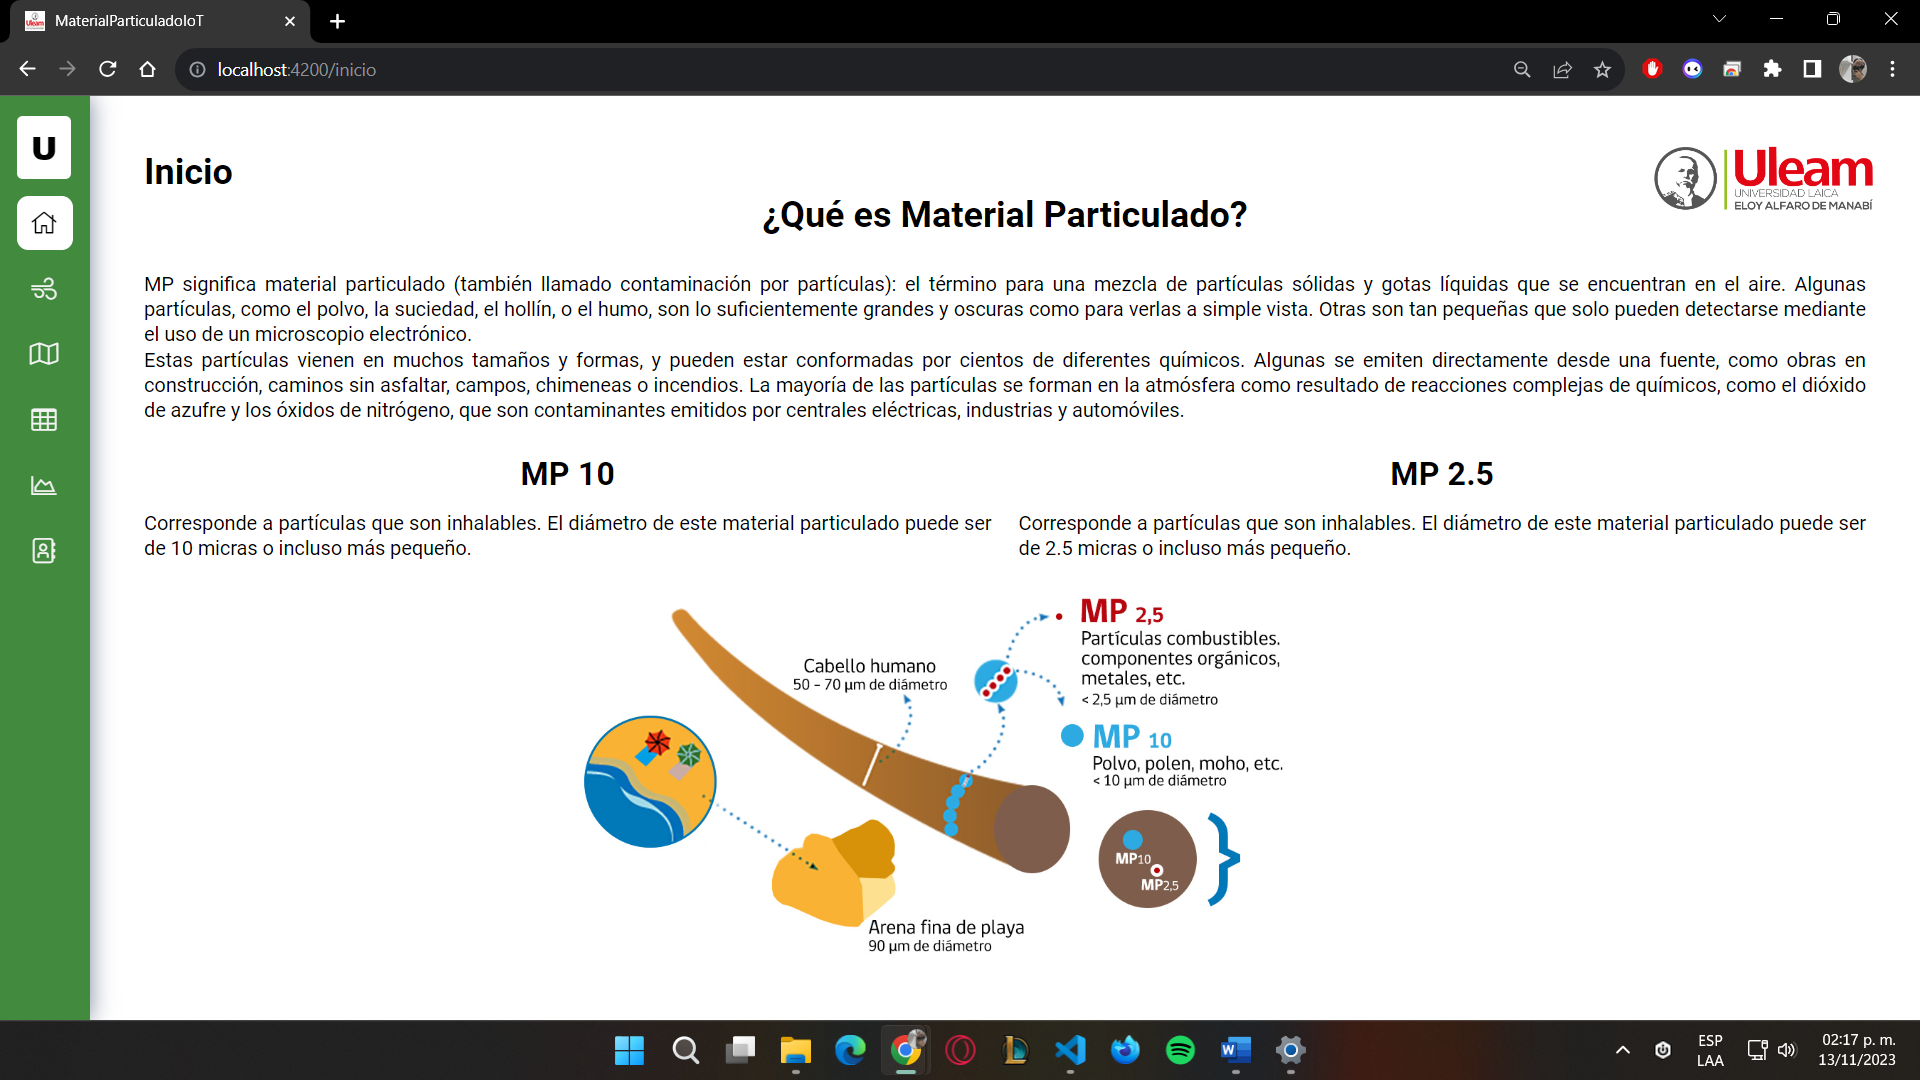 MaterialParticuladoIoT
localhost:4200/inicio
U
Inicio
Uleam
UNIVERSIDAD LAICA
ELOY ALFARO DE MANABÍ
¿Qué es Material Particulado?
MP significa material particulado (también llamado contaminación por partículas): el término para una mezcla de partículas sólidas y gotas líquidas que se encuentran en el aire. Algunas
partículas, como el polvo, la suciedad, el hollín, o el humo, son lo suficientemente grandes y oscuras como para verlas a simple vista. Otras son tan pequeñas que solo pueden detectarse mediante
el uso de un microscopio electrónico.
Estas partículas vienen en muchos tamaños y formas, y pueden estar conformadas por cientos de diferentes químicos. Algunas se emiten directamente desde una fuente, como obras en
construcción, caminos sin asfaltar, campos, chimeneas o incendios. La mayoría de las partículas se forman en la atmósfera como resultado de reacciones complejas de químicos, como el dióxido
de azufre y los óxidos de nitrógeno, que son contaminantes emitidos por centrales eléctricas, industrias y automóviles.
MP 10
Corresponde a partículas que son inhalables. El diámetro de este material particulado puede ser
de 10 micras o incluso más pequeño.
MP 2.5
Corresponde a partículas que son inhalables. El diámetro de este material particulado puede ser
de 2.5 micras o incluso más pequeño.
Cabello humano
50 - 70 µm de diámetro
MP 2,5
Partículas combustibles.
componentes orgánicos,
metales, etc.
< 2,5 µm de diámetro
MP 10
Polvo, polen, moho, etc.
< 10 µm de diámetro
MP10
MP2,5
Arena fina de playa
90 µm de diámetro
ESP
LAA
02:17 p. m.
13/11/2023